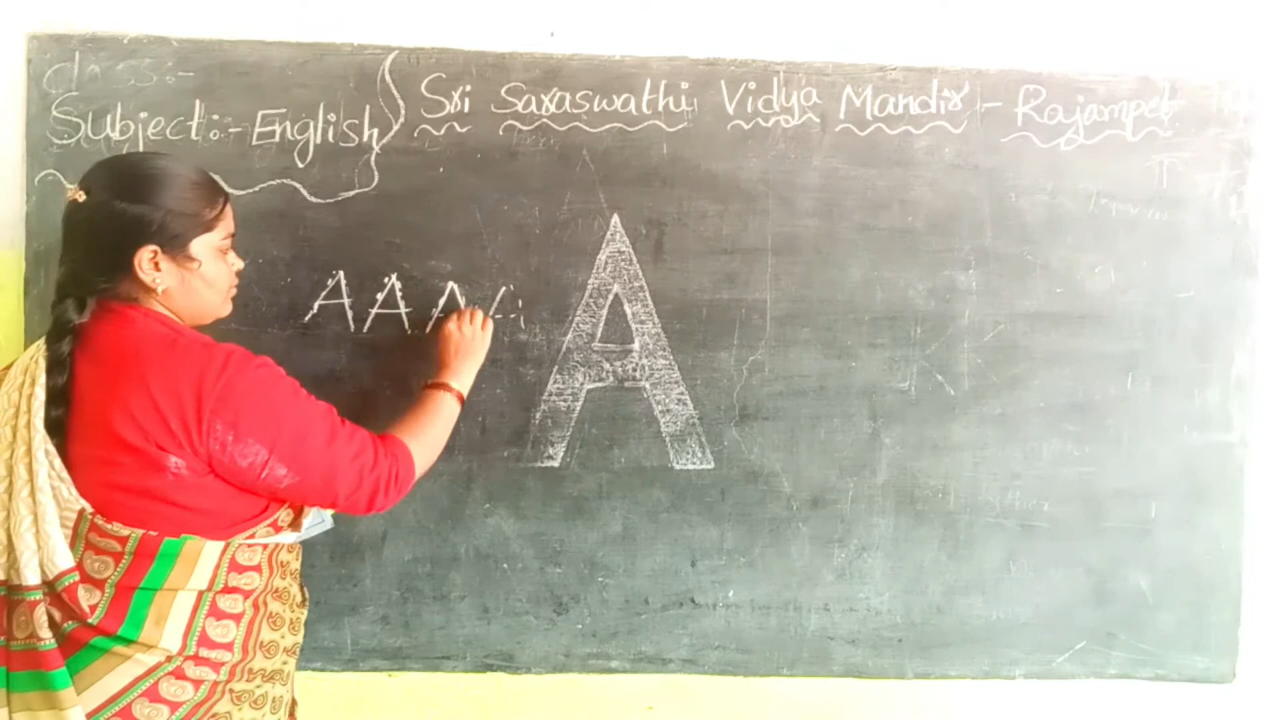 Class:-
Subject:- English
Sri Saraswathi Vidya Mandir - Rajampet
A A A A
A